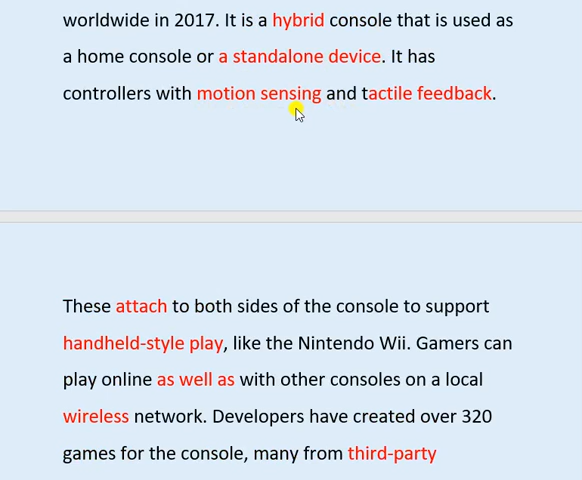 worldwide in 2017. It is a hybrid console that is used as
a home console or a standalone device. It has
controllers with motion sensing and tactile feedback.
These attach to both sides of the console to support
handheld-style play, like the Nintendo Wii. Gamers can
play online as well as with other consoles on a local
wireless network. Developers have created over 320
games for the console, many from third-party